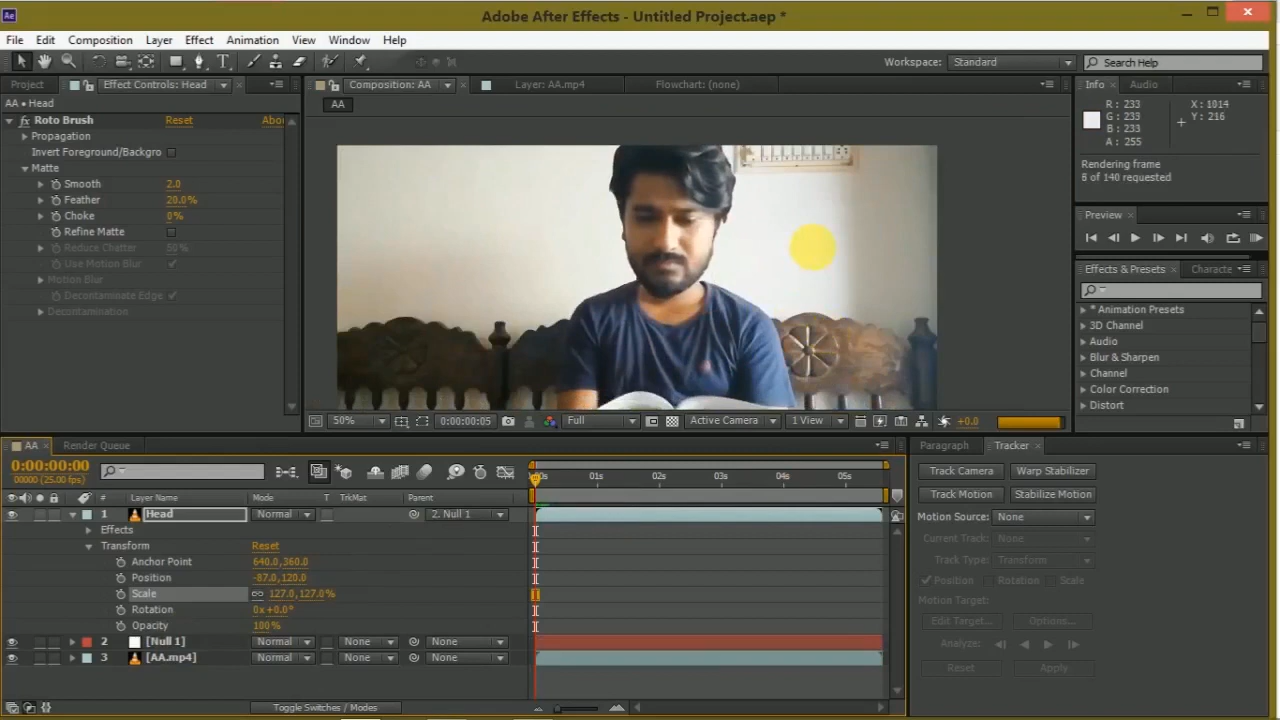 Adobe After Effects - Untitled Project.aep *
File Edit Composition Layer Effect Animation View Window Help
Workspace: Standard Search Help
Project Effect Controls: Head Composition: AA Layer: AA.mp4 Flowchart: (none) Info Audio
AA • Head
AA
R: 233 X: 1014
G: 233 Y: 216
B: 233
A: 255
Rendering frame
6 of 140 requested
fx Roto Brush Reset Abou
Propagation
Invert Foreground/Backgro
Matte
Smooth 2.0
Feather 20.0%
Choke 0%
Refine Matte
Reduce Chatter 50%
Use Motion Blur
Motion Blur
Decontaminate Edge
Decontamination
Preview
Effects & Presets Characte
* Animation Presets
3D Channel
Audio
Blur & Sharpen
Channel
Color Correction
Distort
50% 0:00:00:05 Full Active Camera 1 View +0.0
AA Render Queue
0:00:00:00
00000 (25.00 fps)
:00s 01s 02s 03s 04s 05s
# Layer Name Mode T TrkMat Parent
1 Head Normal 2. Null 1
Effects
Transform Reset
Anchor Point 640.0,360.0
Position -87.0,120.0
Scale 127.0,127.0%
Rotation 0x+0.0°
Opacity 100%
2 [Null 1] Normal None None
3 [AA.mp4] Normal None None
Toggle Switches / Modes
Paragraph Tracker
Track Camera Warp Stabilizer
Track Motion Stabilize Motion
Motion Source: None
Current Track: None
Track Type: Transform
Position Rotation Scale
Motion Target:
Edit Target... Options...
Analyze:
Reset Apply